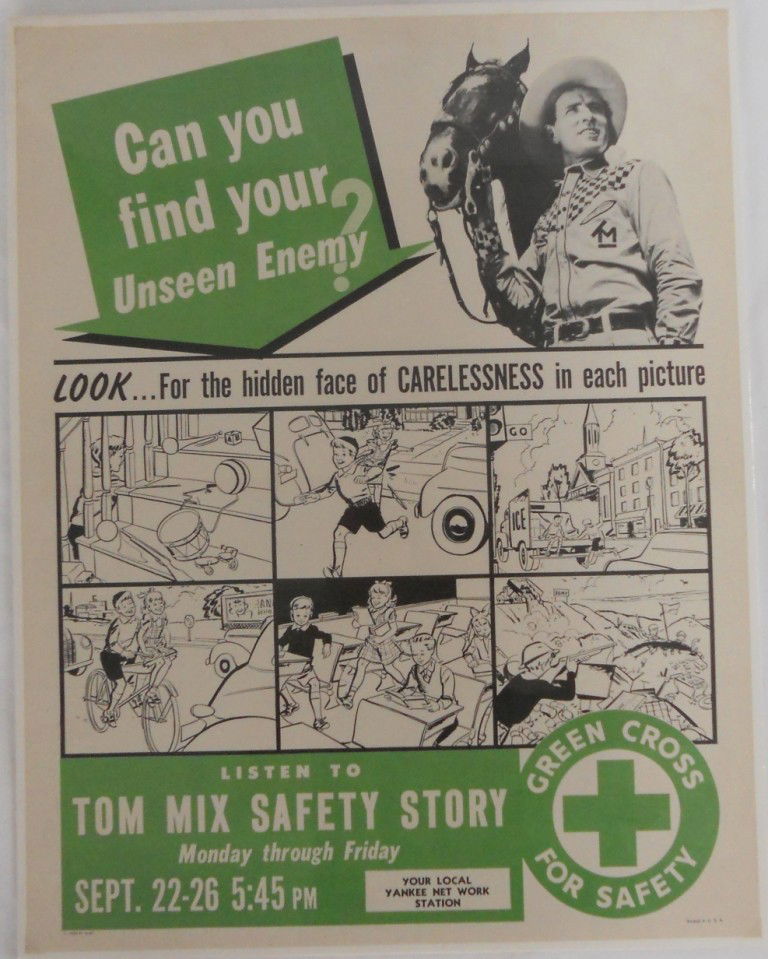 Can you
find your
Unseen Enemy?
TM
LOOK...For the hidden face of CARELESSNESS in each picture
GO
ICE
LISTEN TO
TOM MIX SAFETY STORY
Monday through Friday
SEPT. 22-26 5:45 PM
YOUR LOCAL
YANKEE NET WORK
STATION
GREEN CROSS
FOR SAFETY